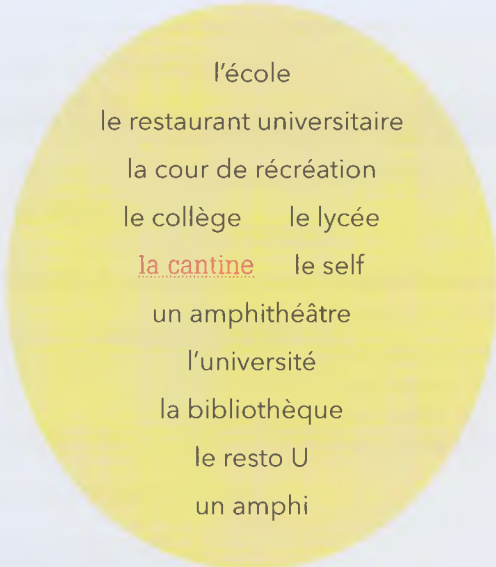 l'école
le restaurant universitaire
la cour de récréation
le collège le lycée
la cantine le self
un amphithéâtre
l'université
la bibliothèque
le resto U
un amphi